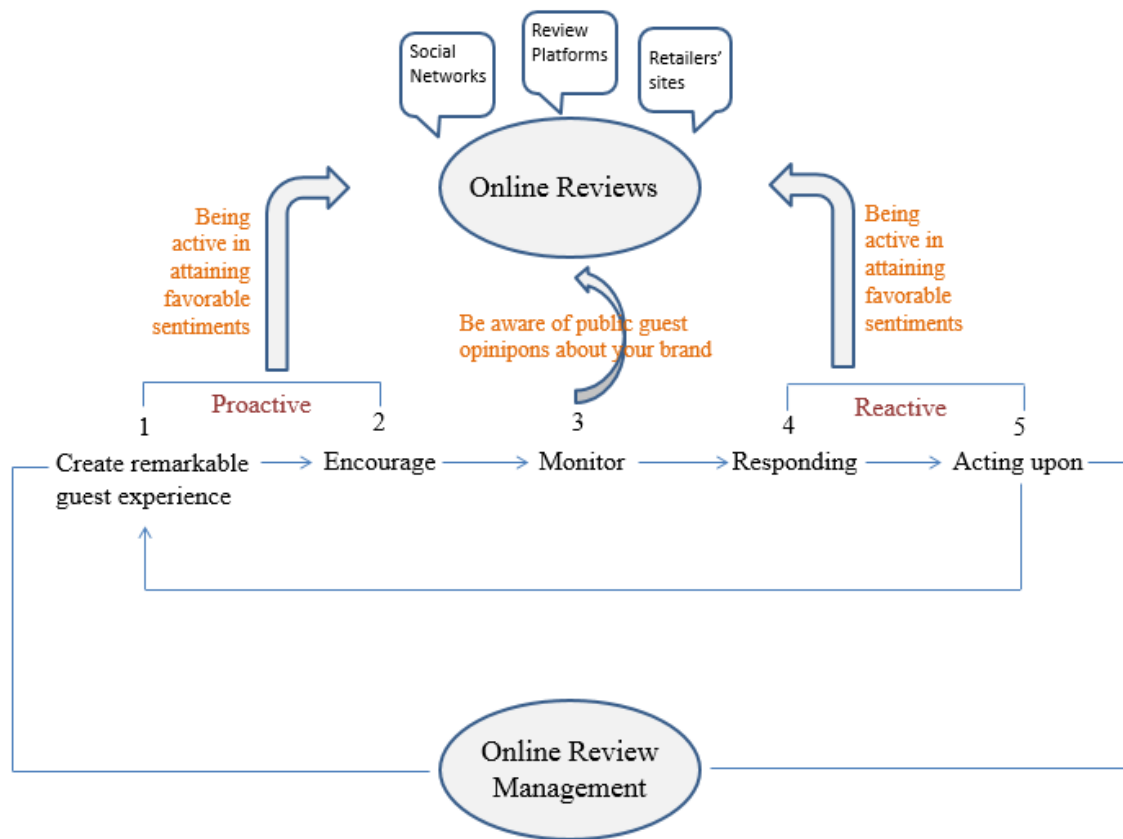 Social
Networks
Review
Platforms
Retailers’
sites
Online Reviews
Being
active in
attaining
favorable
sentiments
Being
active in
attaining
favorable
sentiments
Be aware of public guest
opinipons about your brand
Proactive
Reactive
1
2
3
4
5
Create remarkable
guest experience
Encourage
Monitor
Responding
Acting upon
Online Review
Management